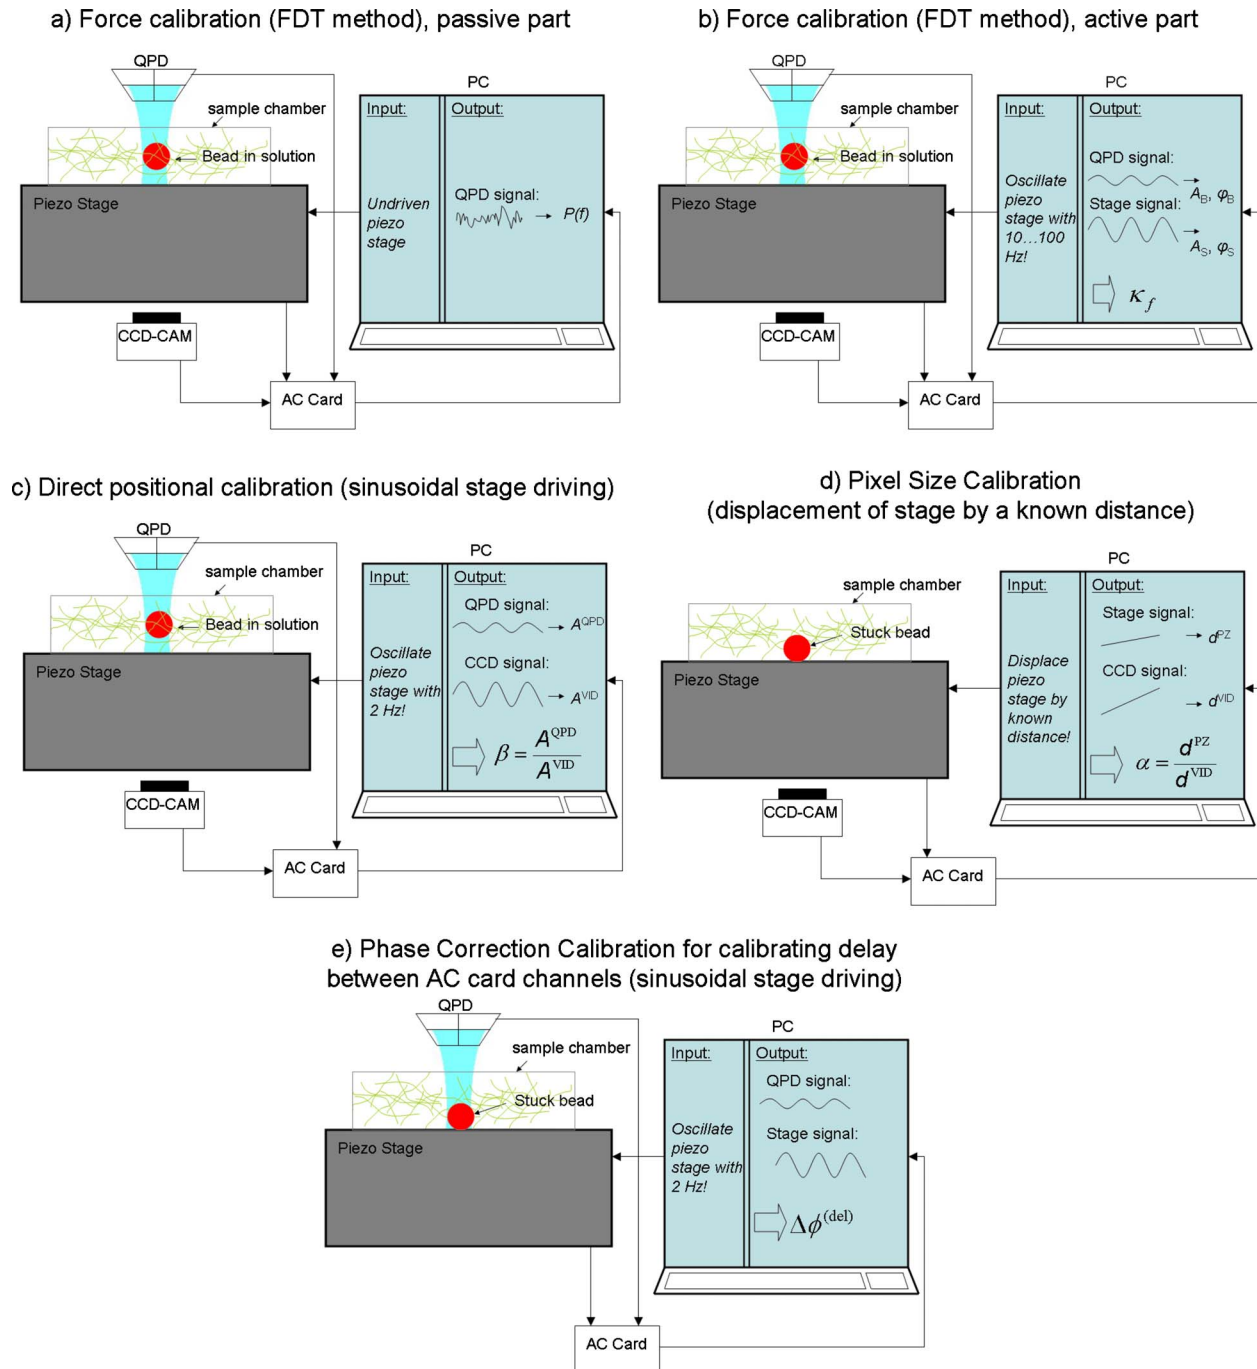 a) Force calibration (FDT method), passive part
QPD
PC
sample chamber
Bead in solution
Piezo Stage
Input:
Output:
Undriven
piezo
stage
QPD signal:
P(f)
CCD-CAM
AC Card
b) Force calibration (FDT method), active part
QPD
PC
sample chamber
Bead in solution
Piezo Stage
Input:
Output:
Oscillate
piezo
stage with
10...100
Hz!
QPD signal:
A_B, φ_B
Stage signal:
A_S, φ_S
κ_f
CCD-CAM
AC Card
c) Direct positional calibration (sinusoidal stage driving)
QPD
PC
sample chamber
Bead in solution
Piezo Stage
Input:
Output:
Oscillate
piezo
stage with
2 Hz!
QPD signal:
A^QPD
CCD signal:
A^VID
β = A^QPD / A^VID
CCD-CAM
AC Card
d) Pixel Size Calibration
(displacement of stage by a known distance)
PC
sample chamber
Stuck bead
Piezo Stage
Input:
Output:
Displace
piezo
stage by
known
distance!
Stage signal:
d^PZ
CCD signal:
d^VID
α = d^PZ / d^VID
CCD-CAM
AC Card
e) Phase Correction Calibration for calibrating delay
between AC card channels (sinusoidal stage driving)
QPD
PC
sample chamber
Stuck bead
Piezo Stage
Input:
Output:
Oscillate
piezo
stage with
2 Hz!
QPD signal:
Stage signal:
Δϕ^(del)
AC Card